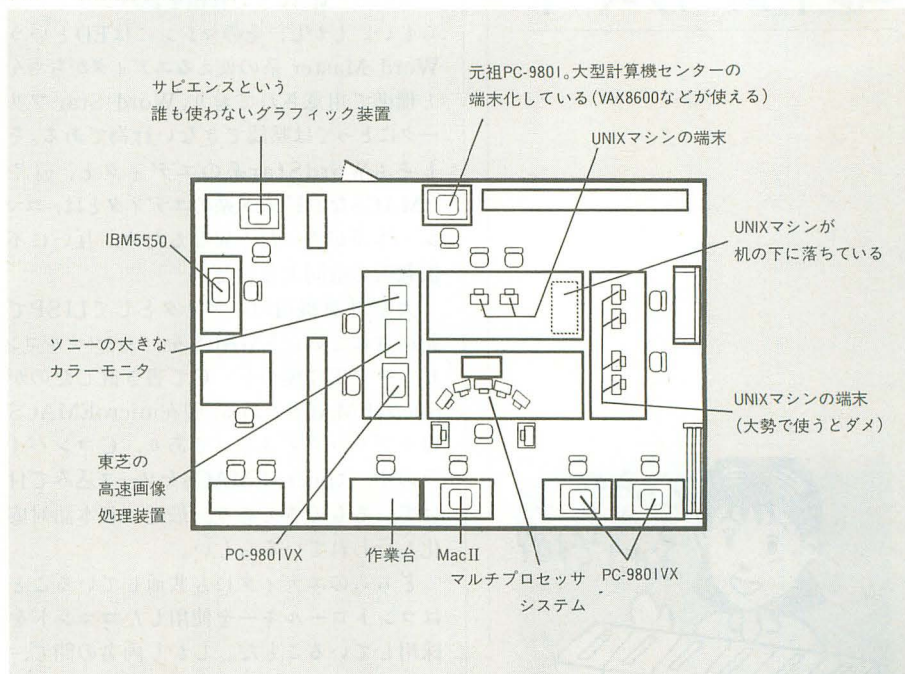 元祖PC-9801。大型計算機センターの
端末化している(VAX8600などが使える)
サピエンスという
誰も使わないグラフィック装置
UNIXマシンの端末
IBM5550
UNIXマシンが
机の下に落ちている
ソニーの大きな
カラーモニタ
UNIXマシンの端末
(大勢で使うとダメ)
東芝の
高速画像
処理装置
PC-9801VX
作業台
MacII
マルチプロセッサ
システム
PC-9801VX